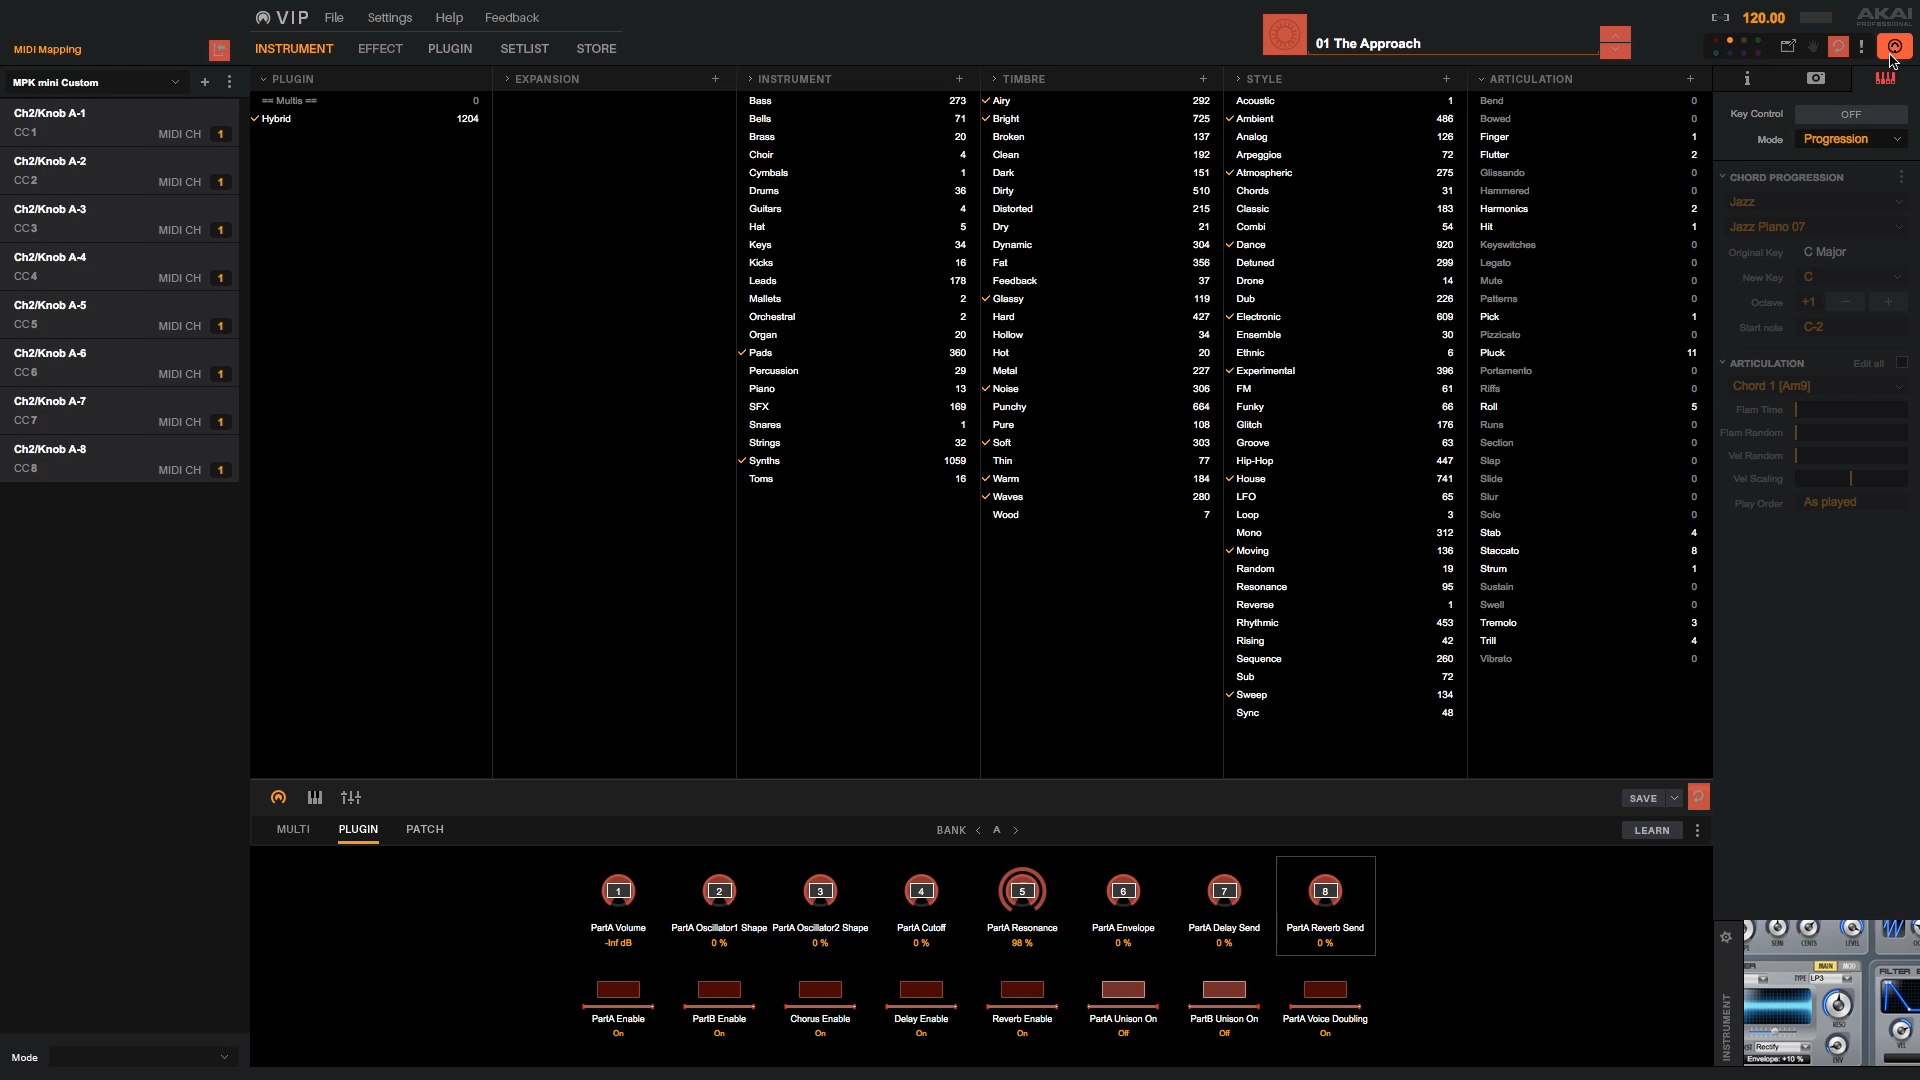 VIP File Settings Help Feedback
120.00
AKAI
PROFESSIONAL
MIDI Mapping
INSTRUMENT EFFECT PLUGIN SETLIST STORE
01 The Approach
MPK mini Custom
Ch2/Knob A-1
CC1 MIDI CH 1
Ch2/Knob A-2
CC2 MIDI CH 1
Ch2/Knob A-3
CC3 MIDI CH 1
Ch2/Knob A-4
CC4 MIDI CH 1
Ch2/Knob A-5
CC5 MIDI CH 1
Ch2/Knob A-6
CC6 MIDI CH 1
Ch2/Knob A-7
CC7 MIDI CH 1
Ch2/Knob A-8
CC8 MIDI CH 1
Mode
PLUGIN
== Multis == 0
Hybrid 1204
EXPANSION +
INSTRUMENT +
Bass 273
Bells 71
Brass 20
Choir 4
Cymbals 1
Drums 36
Guitars 4
Hat 5
Keys 34
Kicks 16
Leads 178
Mallets 2
Orchestral 2
Organ 20
Pads 360
Percussion 29
Piano 13
SFX 169
Snares 1
Strings 32
Synths 1059
Toms 16
TIMBRE +
Airy 292
Bright 725
Broken 137
Clean 192
Dark 151
Dirty 510
Distorted 215
Dry 21
Dynamic 304
Fat 356
Feedback 37
Glassy 119
Hard 427
Hollow 34
Hot 20
Metal 227
Noise 306
Punchy 664
Pure 108
Soft 303
Thin 77
Warm 184
Waves 280
Wood 7
STYLE +
Acoustic 1
Ambient 486
Analog 126
Arpeggios 72
Atmospheric 275
Chords 31
Classic 183
Combi 54
Dance 920
Detuned 299
Drone 14
Dub 226
Electronic 609
Ensemble 30
Ethnic 6
Experimental 396
FM 61
Funky 66
Glitch 176
Groove 63
Hip-Hop 447
House 741
LFO 65
Loop 3
Mono 312
Moving 136
Random 19
Resonance 95
Reverse 1
Rhythmic 453
Rising 42
Sequence 260
Sub 72
Sweep 134
Sync 48
ARTICULATION +
Bend 0
Bowed 0
Finger 1
Flutter 2
Glissando 0
Hammered 0
Harmonics 2
Hit 1
Keyswitches 0
Legato 0
Mute 0
Patterns 0
Pick 1
Pizzicato 0
Pluck 11
Portamento 0
Riffs 0
Roll 5
Runs 0
Section 0
Slap 0
Slide 0
Slur 0
Solo 0
Stab 4
Staccato 8
Strum 1
Sustain 0
Swell 0
Tremolo 3
Trill 4
Vibrato 0
Key Control OFF
Mode Progression
CHORD PROGRESSION
Jazz
Jazz Piano 07
Original Key C Major
New Key C
Octave +1 − +
Start note C-2
ARTICULATION Edit all
Chord 1 [Am9]
Flam Time
Flam Random
Vel Random
Vel Scaling
Play Order As played
SAVE
MULTI PLUGIN PATCH
BANK < A >
LEARN
1 2 3 4 5 6 7 8
PartA Volume PartA Oscillator1 Shape PartA Oscillator2 Shape PartA Cutoff PartA Resonance PartA Envelope PartA Delay Send PartA Reverb Send
-Inf dB 0 % 0 % 0 % 98 % 0 % 0 % 0 %
PartA Enable PartB Enable Chorus Enable Delay Enable Reverb Enable PartA Unison On PartB Unison On PartA Voice Doubling
On On On On On Off Off On
INSTRUMENT
SEMI CENTS LEVEL
MAIN MOD
TYPE LP3
FILTER
RESO
Rectify
ENV
VEL
Envelope: +10 %